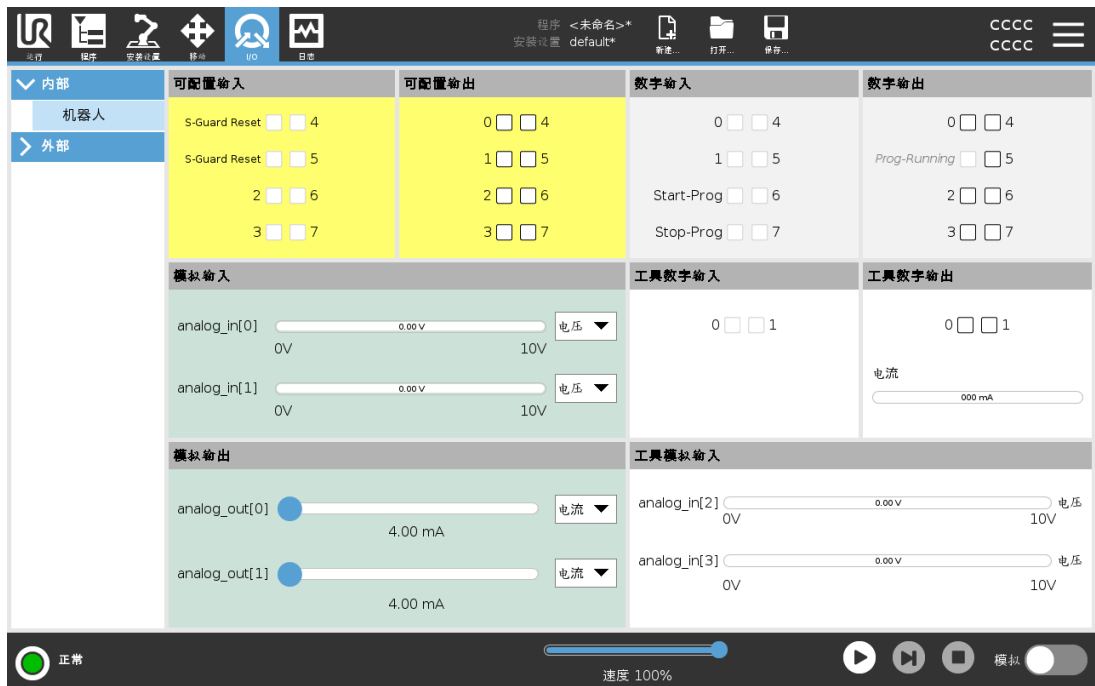 程序 <未命名>*
安装设置 default*
UR
运行
程序
安装设置
移动
I/O
日志
新建...
打开...
保存...
CCCC
CCCC
内部
机器人
外部
可配置输入
S-Guard Reset 4
S-Guard Reset 5
2 6
3 7
可配置输出
0 4
1 5
2 6
3 7
数字输入
0 4
1 5
Start-Prog 6
Stop-Prog 7
数字输出
0 4
Prog-Running 5
2 6
3 7
模拟输入
analog_in[0] 0.00 V 电压
0V 10V
analog_in[1] 0.00 V 电压
0V 10V
工具数字输入
0 1
工具数字输出
0 1
电流
000 mA
模拟输出
analog_out[0] 电流
4.00 mA
analog_out[1] 电流
4.00 mA
工具模拟输入
analog_in[2] 0.00 V 电压
0V 10V
analog_in[3] 0.00 V 电压
0V 10V
正常
速度 100%
模拟